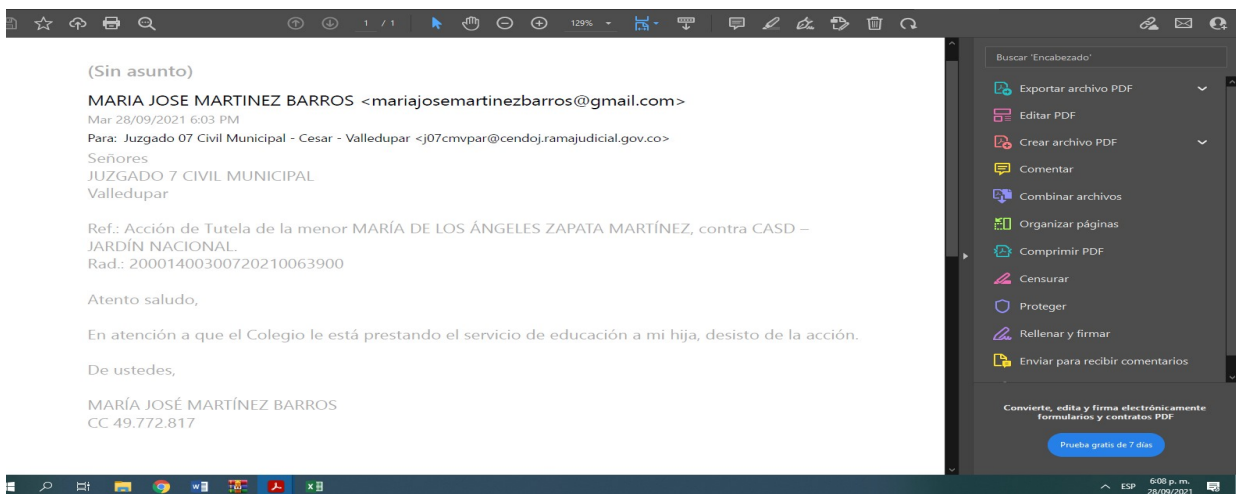 1 / 1
129%
(Sin asunto)
MARIA JOSE MARTINEZ BARROS <mariajosemartinezbarros@gmail.com>
Mar 28/09/2021 6:03 PM
Para: Juzgado 07 Civil Municipal - Cesar - Valledupar <j07cmvpar@cendoj.ramajudicial.gov.co>
Señores
JUZGADO 7 CIVIL MUNICIPAL
Valledupar
Ref.: Acción de Tutela de la menor MARÍA DE LOS ÁNGELES ZAPATA MARTÍNEZ, contra CASD –
JARDÍN NACIONAL.
Rad.: 20001400300720210063900
Atento saludo,
En atención a que el Colegio le está prestando el servicio de educación a mi hija, desisto de la acción.
De ustedes,
MARÍA JOSÉ MARTÍNEZ BARROS
CC 49.772.817
Buscar 'Encabezado'
Exportar archivo PDF
Editar PDF
Crear archivo PDF
Comentar
Combinar archivos
Organizar páginas
Comprimir PDF
Censurar
Proteger
Rellenar y firmar
Enviar para recibir comentarios
Convierte, edita y firma electrónicamente
formularios y contratos PDF
Prueba gratis de 7 días
ESP
6:08 p. m.
28/09/2021